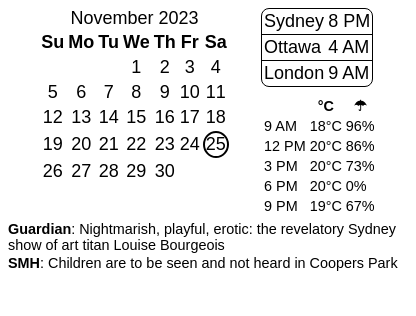 November 2023
Su Mo Tu We Th Fr Sa
1 2 3 4
5 6 7 8 9 10 11
12 13 14 15 16 17 18
19 20 21 22 23 24 25
26 27 28 29 30
Sydney 8 PM
Ottawa 4 AM
London 9 AM
°C ☂
9 AM 18°C 96%
12 PM 20°C 86%
3 PM 20°C 73%
6 PM 20°C 0%
9 PM 19°C 67%
Guardian: Nightmarish, playful, erotic: the revelatory Sydney
show of art titan Louise Bourgeois
SMH: Children are to be seen and not heard in Coopers Park